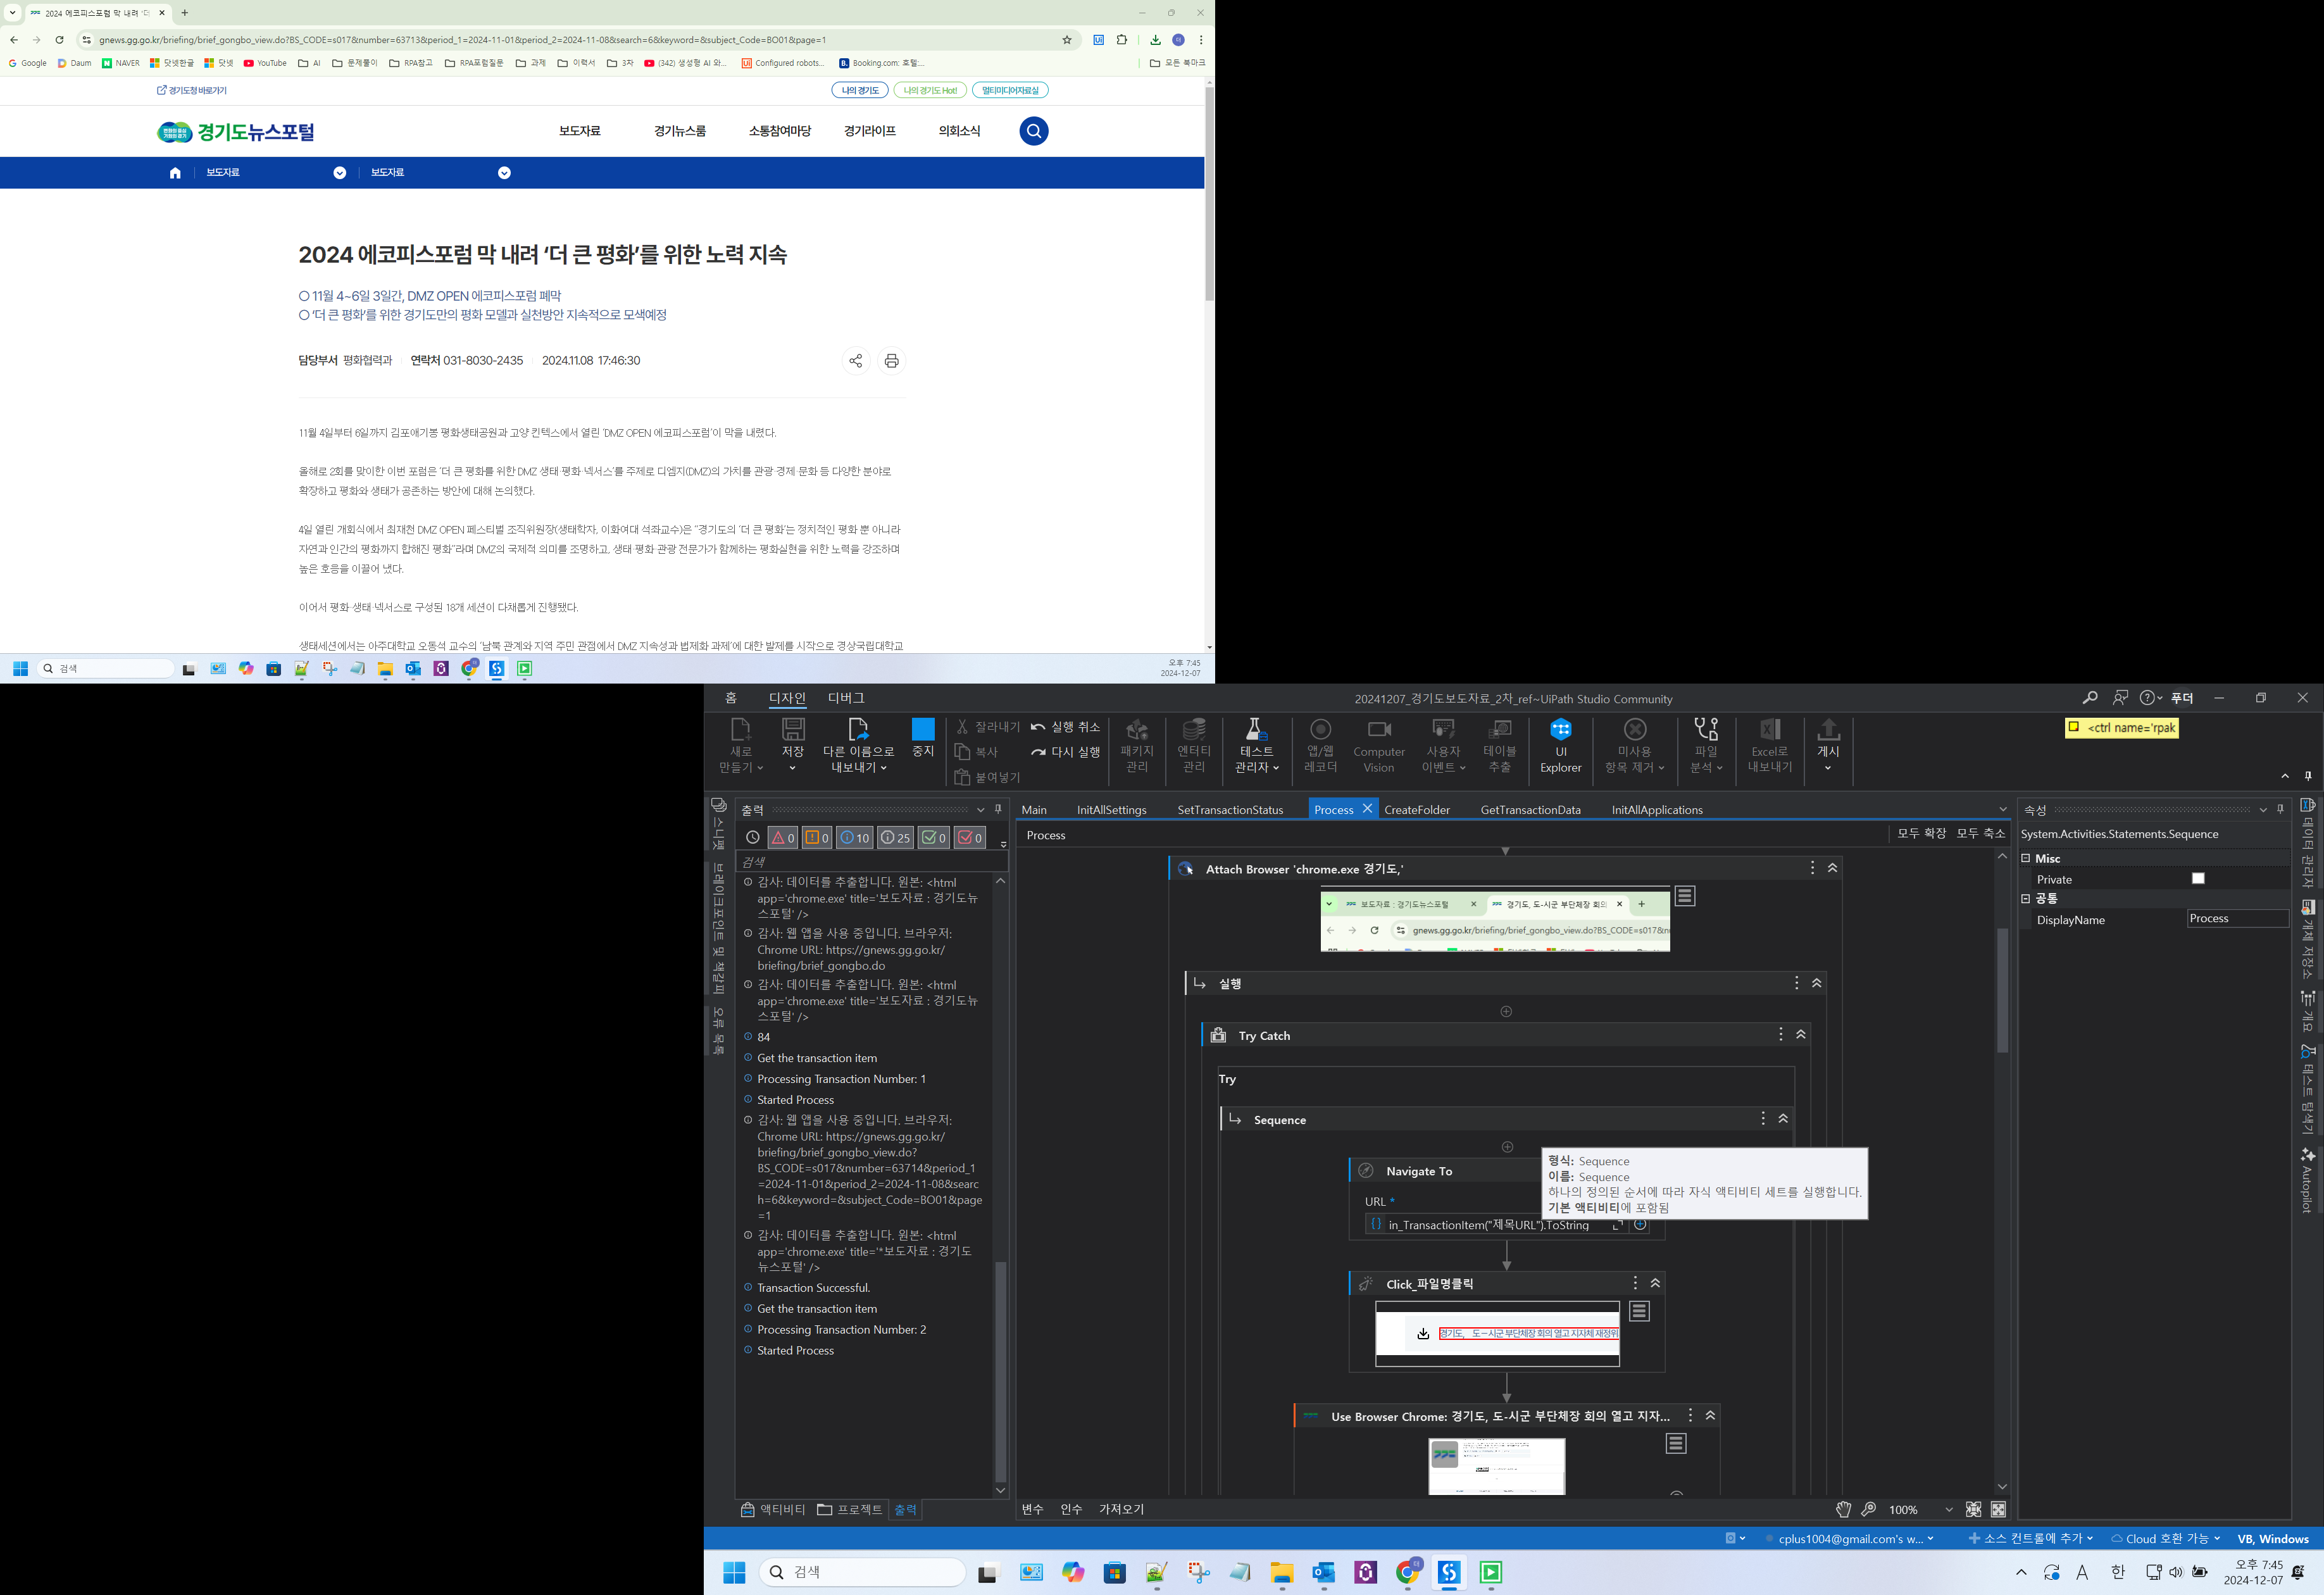 2024 에코피스포럼 막 내려 '더
gnews.gg.go.kr/briefing/brief_gongbo_view.do?BS_CODE=s017&number=63713&period_1=2024-11-01&period_2=2024-11-08&search=6&keyword=&subject_Code=BO01&page=1
Google Daum NAVER 닷넷한글 닷넷 YouTube AI 문제풀이 RPA참고 RPA포럼질문 과제 이력서 3차 (342) 생성형 AI 와... Configured robots... Booking.com: 호텔... 모든 북마크
경기도청 바로가기 나의 경기도 나의 경기도 Hot! 멀티미디어자료실
경기도뉴스포털 보도자료 경기뉴스룸 소통참여마당 경기라이프 의회소식
보도자료 보도자료
2024 에코피스포럼 막 내려 ‘더 큰 평화’를 위한 노력 지속
○ 11월 4~6일 3일간, DMZ OPEN 에코피스포럼 폐막
○ ‘더 큰 평화’를 위한 경기도만의 평화 모델과 실천방안 지속적으로 모색예정
담당부서 평화협력과 연락처 031-8030-2435 2024.11.08 17:46:30
11월 4일부터 6일까지 김포애기봉 평화생태공원과 고양 킨텍스에서 열린 ‘DMZ OPEN 에코피스포럼’이 막을 내렸다.
올해로 2회를 맞이한 이번 포럼은 ‘더 큰 평화를 위한 DMZ 생태·평화·넥서스’를 주제로 디엠지(DMZ)의 가치를 관광·경제·문화 등 다양한 분야로
확장하고 평화와 생태가 공존하는 방안에 대해 논의했다.
4일 열린 개회식에서 최재천 DMZ OPEN 페스티벌 조직위원장(생태학자, 이화여대 석좌교수)은 “경기도의 ‘더 큰 평화’는 정치적인 평화 뿐 아니라
자연과 인간의 평화까지 합해진 평화”라며 DMZ의 국제적 의미를 조명하고, 생태·평화·관광 전문가가 함께하는 평화실현을 위한 노력을 강조하며
높은 호응을 이끌어 냈다.
이어서 평화·생태·넥서스로 구성된 18개 세션이 다채롭게 진행됐다.
생태세션에서는 아주대학교 오동석 교수의 ‘남북 관계와 지역 주민 관점에서 DMZ 지속성과 법제화 과제’에 대한 발제를 시작으로 경상국립대학교
검색 오후 7:45
2024-12-07
홈 디자인 디버그 20241207_경기도보도자료_2차_ref~UiPath Studio Community 푸더
새로 만들기 저장 다른 이름으로 내보내기 중지 잘라내기 복사 붙여넣기 실행 취소 다시 실행 패키지 관리 엔터티 관리 테스트 관리자 앱/웹 레코더 Computer Vision 사용자 이벤트 테이블 추출 UI Explorer 미사용 항목 제거 파일 분석 Excel로 내보내기 게시
<ctrl name='rpak
스니펫
브레이크포인트 및 책갈피
오류 목록
출력
0 0 10 25 0 0
검색
감사: 데이터를 추출합니다. 원본: <html
app='chrome.exe' title='보도자료 : 경기도뉴
스포털' />
감사: 웹 앱을 사용 중입니다. 브라우저:
Chrome URL: https://gnews.gg.go.kr/
briefing/brief_gongbo.do
감사: 데이터를 추출합니다. 원본: <html
app='chrome.exe' title='보도자료 : 경기도뉴
스포털' />
84
Get the transaction item
Processing Transaction Number: 1
Started Process
감사: 웹 앱을 사용 중입니다. 브라우저:
Chrome URL: https://gnews.gg.go.kr/
briefing/brief_gongbo_view.do?
BS_CODE=s017&number=63714&period_1
=2024-11-01&period_2=2024-11-08&searc
h=6&keyword=&subject_Code=BO01&page
=1
감사: 데이터를 추출합니다. 원본: <html
app='chrome.exe' title='*보도자료 : 경기도
뉴스포털' />
Transaction Successful.
Get the transaction item
Processing Transaction Number: 2
Started Process
액티비티 프로젝트 출력
Main InitAllSettings SetTransactionStatus Process CreateFolder GetTransactionData InitAllApplications
Process 모두 확장 모두 축소
Attach Browser 'chrome.exe 경기도,'
보도자료 : 경기도뉴스포털 경기도, 도-시군 부단체장 회의
gnews.gg.go.kr/briefing/brief_gongbo_view.do?BS_CODE=s017&n
실행
Try Catch
Try
Sequence
Navigate To
URL *
in_TransactionItem("제목URL").ToString
형식: Sequence
이름: Sequence
하나의 정의된 순서에 따라 자식 액티비티 세트를 실행합니다.
기본 액티비티에 포함됨
Click_파일명클릭
경기도, 도-시군 부단체장 회의 열고 지자체 재정위
Use Browser Chrome: 경기도, 도-시군 부단체장 회의 열고 지자...
변수 인수 가져오기 100%
속성
System.Activities.Statements.Sequence
Misc
Private
공통
DisplayName Process
데이터 관리자
개체 저장소
개요
테스트 탐색기
Autopilot
cplus1004@gmail.com's w... 소스 컨트롤에 추가 Cloud 호환 가능 VB, Windows
검색 A 한 오후 7:45
2024-12-07